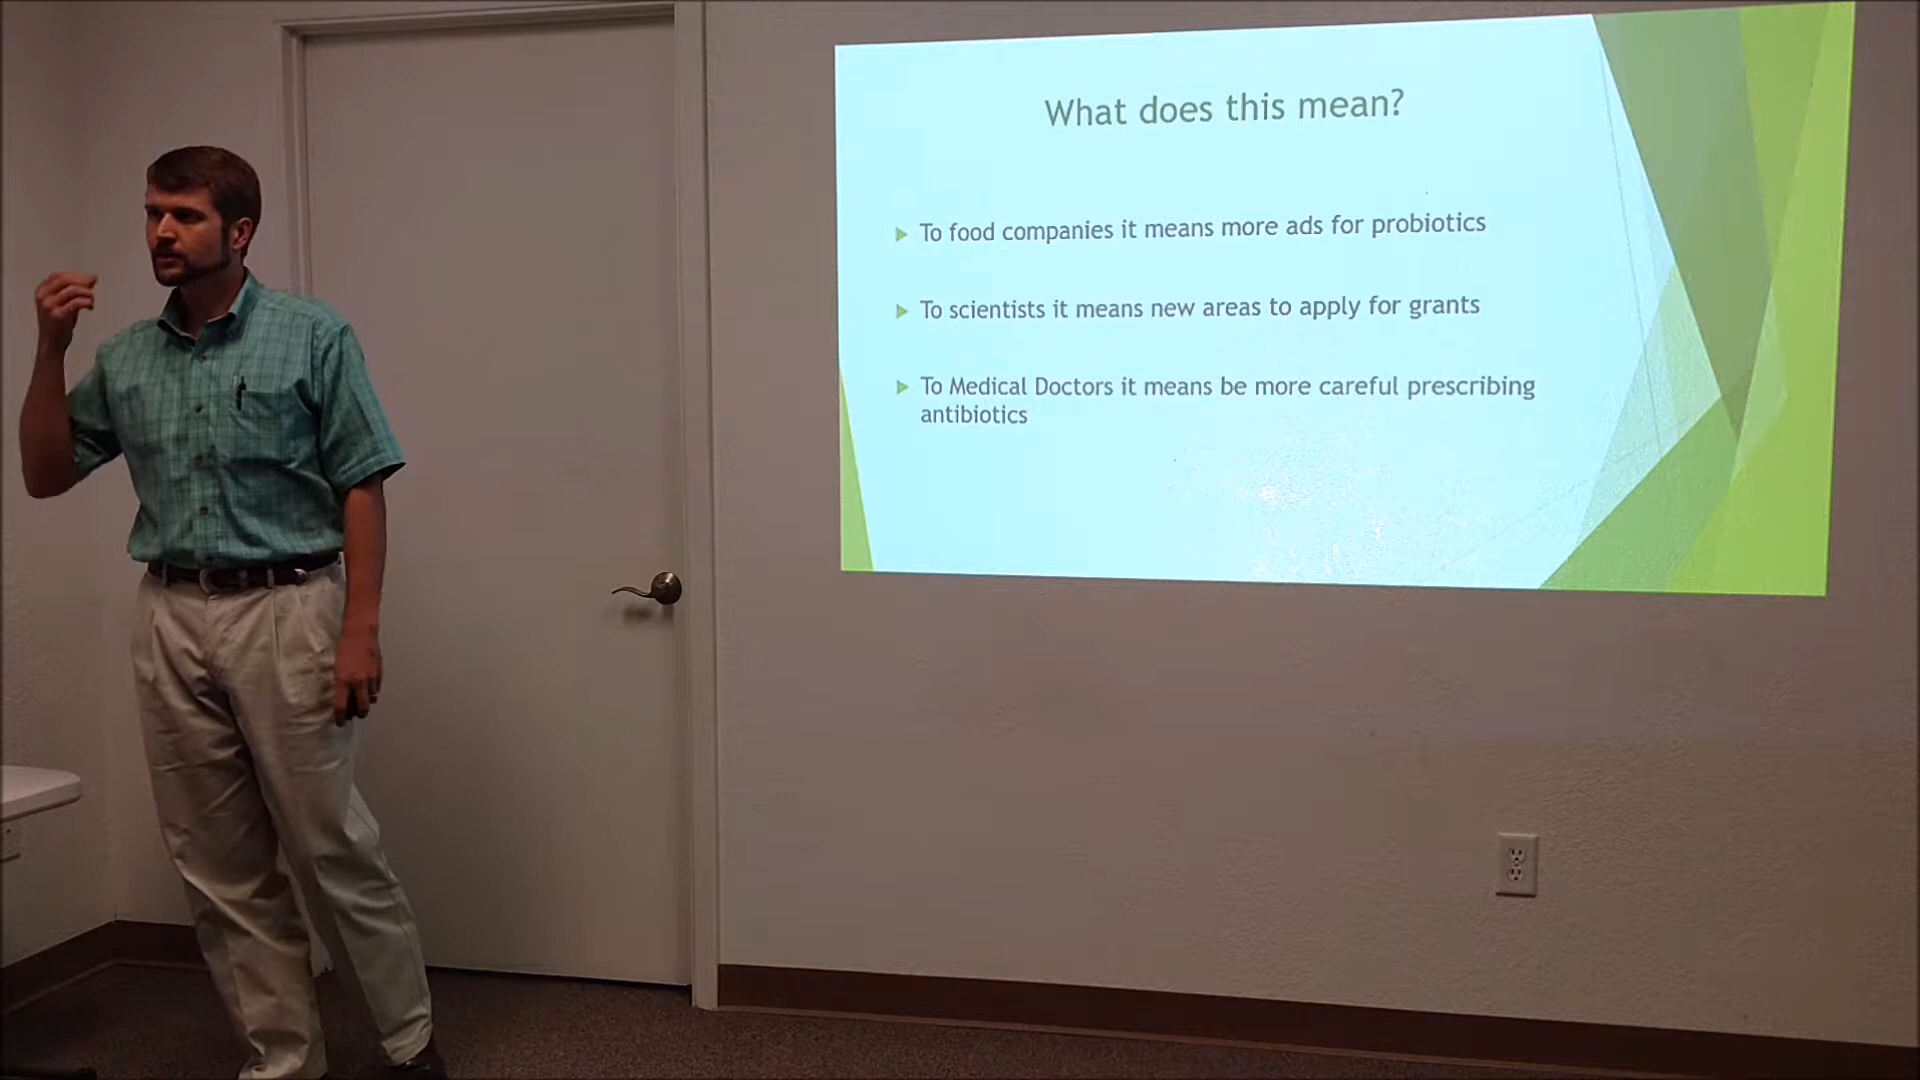 What does this mean?
To food companies it means more ads for probiotics
To scientists it means new areas to apply for grants
To Medical Doctors it means be more careful prescribing
antibiotics